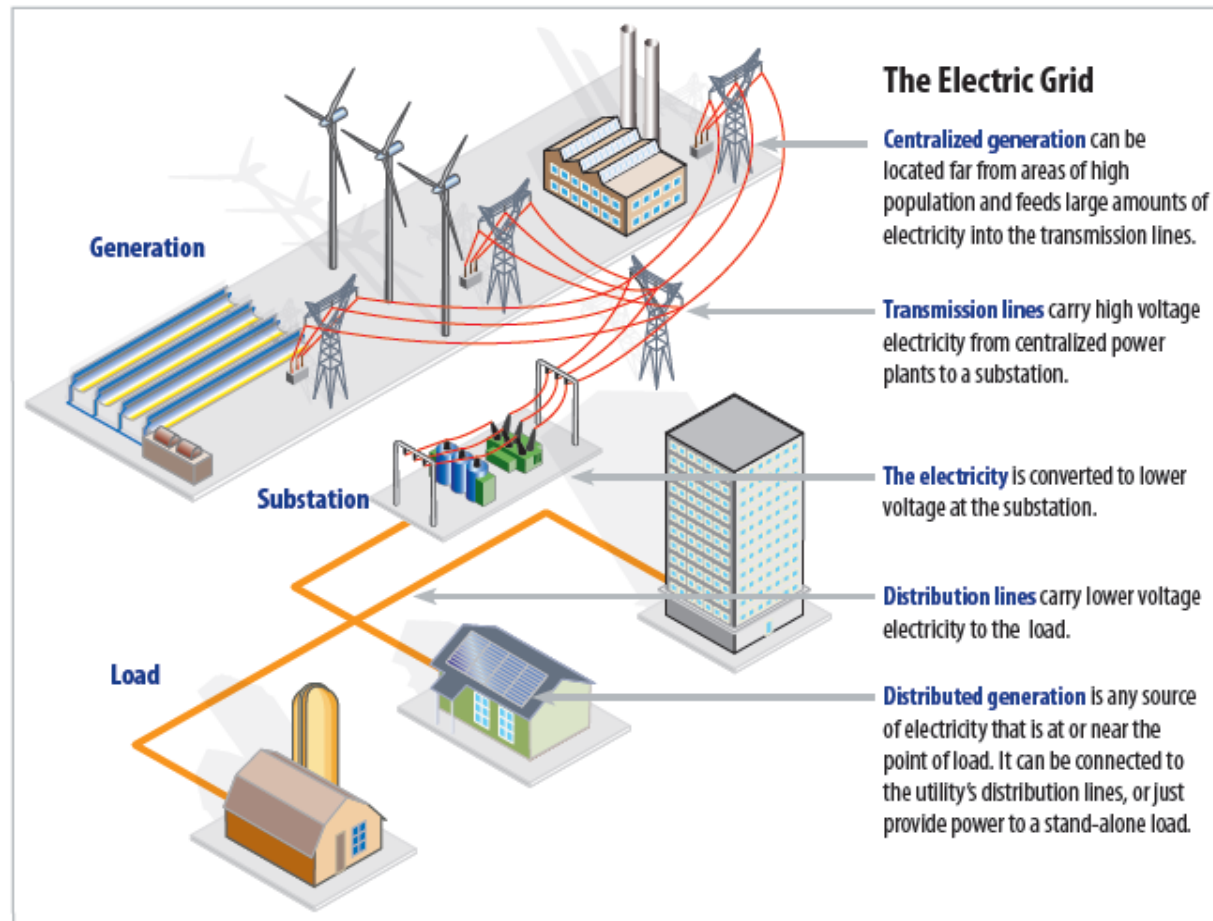 The Electric Grid
Centralized generation can be
located far from areas of high
population and feeds large amounts of
electricity into the transmission lines.
Generation
Transmission lines carry high voltage
electricity from centralized power
plants to a substation.
The electricity is converted to lower
voltage at the substation.
Substation
Distribution lines carry lower voltage
electricity to the load.
Load
Distributed generation is any source
of electricity that is at or near the
point of load. It can be connected to
the utility's distribution lines, or just
provide power to a stand-alone load.